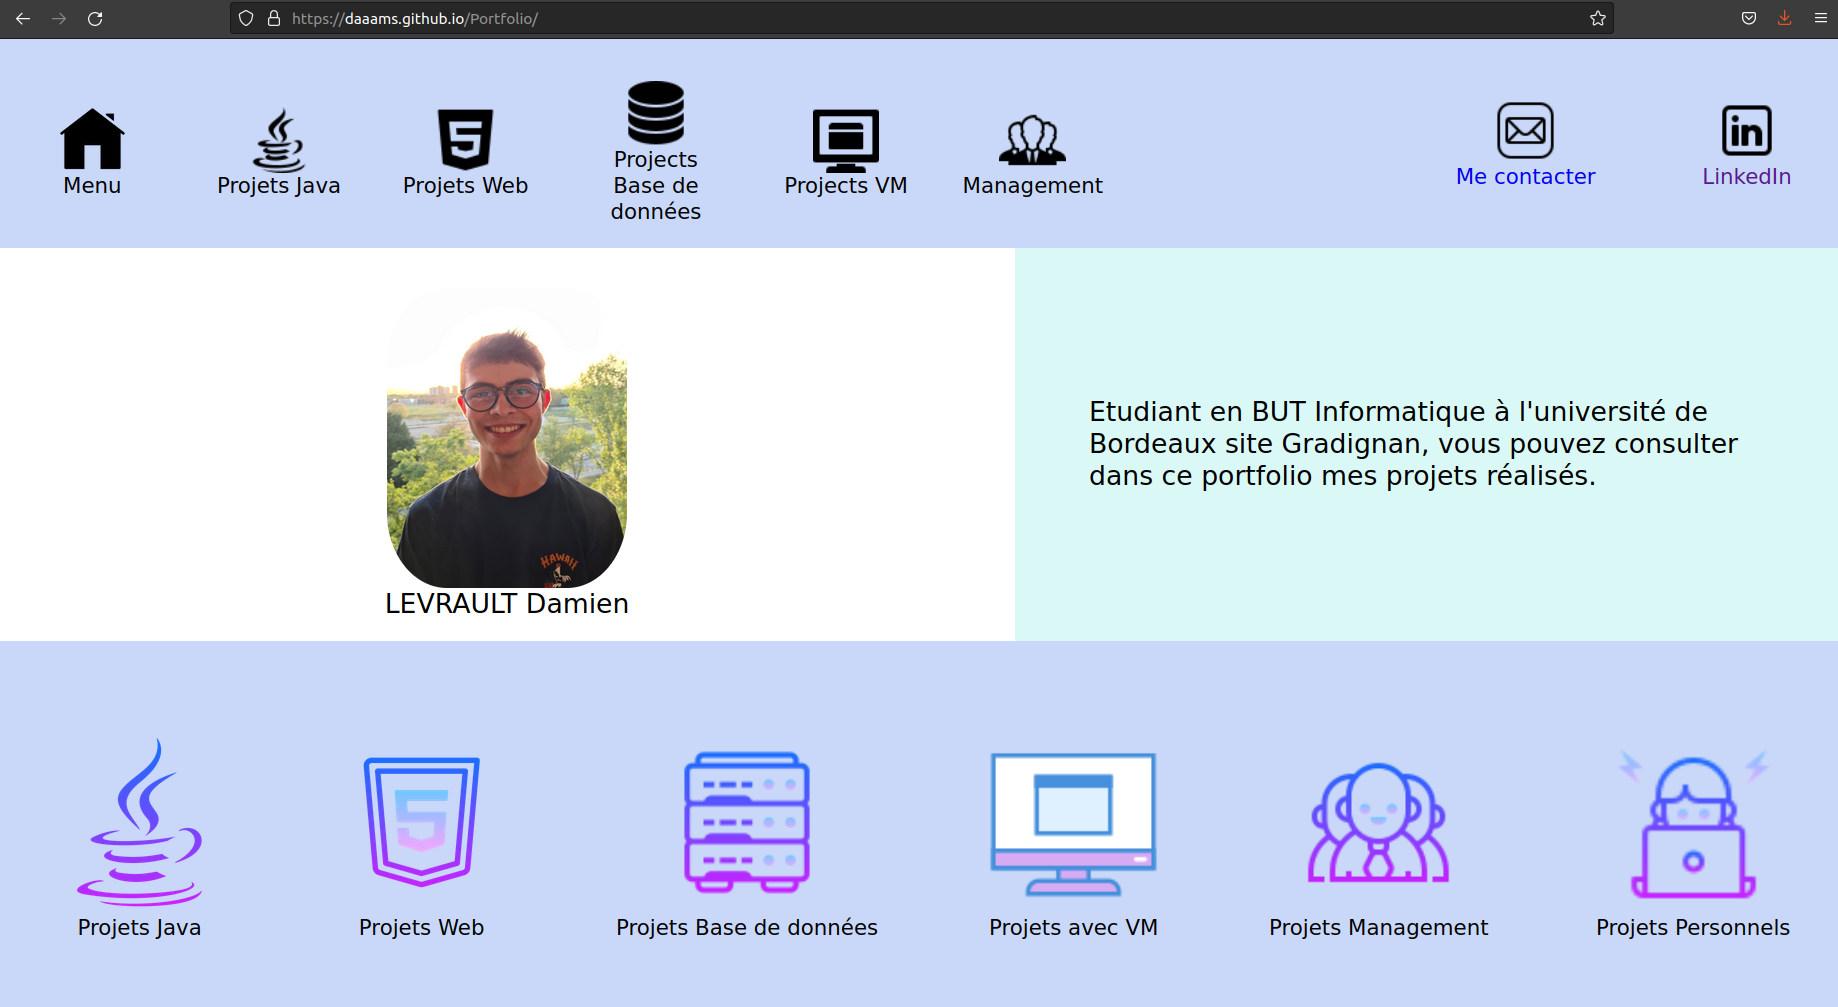 https://daaams.github.io/Portfolio/
Menu
Projets Java
Projets Web
Projects
Base de
données
Projects VM
Management
Me contacter
in
LinkedIn
HAWAII
LEVRAULT Damien
Etudiant en BUT Informatique à l'université de
Bordeaux site Gradignan, vous pouvez consulter
dans ce portfolio mes projets réalisés.
Projets Java
Projets Web
Projets Base de données
Projets avec VM
Projets Management
Projets Personnels